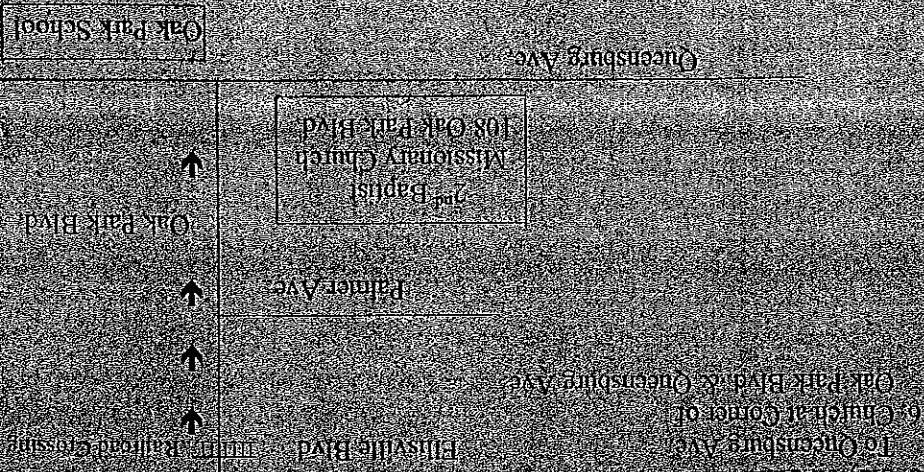 To Queensburg Ave
Church at Corner of
Oak Park Blvd. & Queensburg Ave
Ellisville Blvd
Railroad Crossing
Palmer Ave.
Oak Park Blvd.
2nd Baptist
Missionary Church
108 Oak Park Blvd.
Queensburg Ave.
Oak Park School